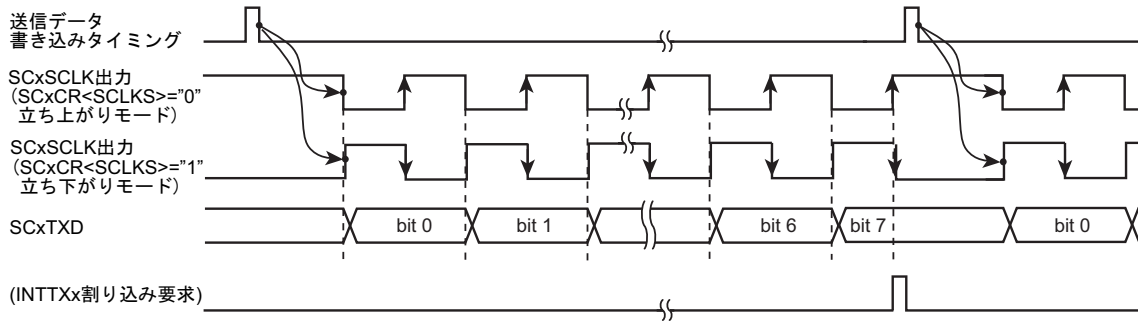 送信データ
書き込みタイミング
SCxSCLK出力
(SCxCR<SCLKS>="0"
立ち上がりモード)
SCxSCLK出力
(SCxCR<SCLKS>="1"
立ち下がりモード)
SCxTXD
bit 0
bit 1
bit 6
bit 7
bit 0
(INTTXx割り込み要求)